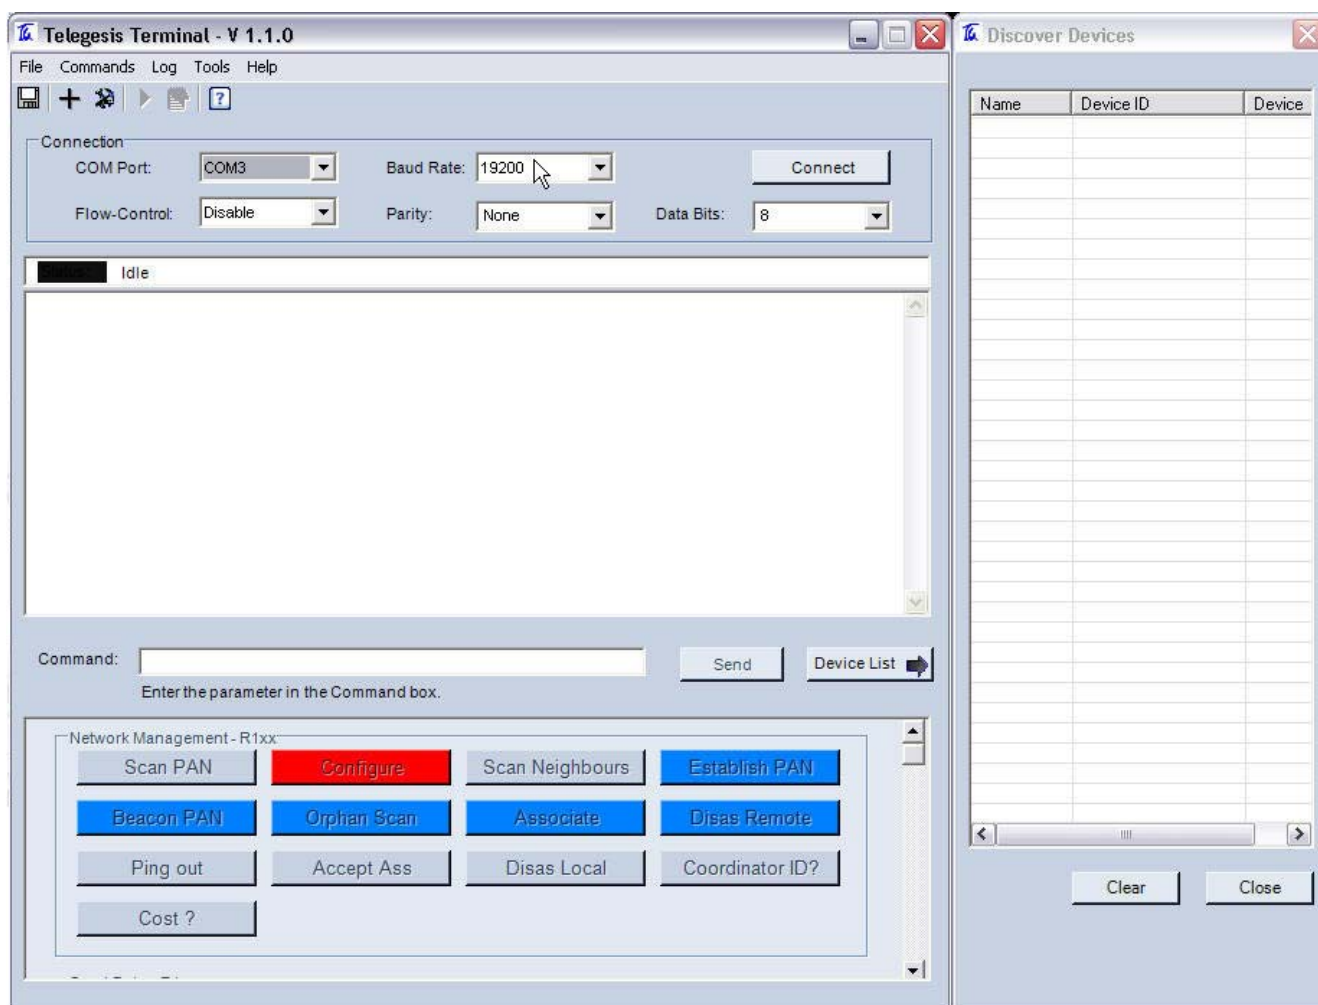 Telegesis Terminal - V 1.1.0
File Commands Log Tools Help
Connection
COM Port: COM3 Baud Rate: 19200 Connect
Flow-Control: Disable Parity: None Data Bits: 8
Status: Idle
Command: Send Device List
Enter the parameter in the Command box.
Network Management - R1xx
Scan PAN Configure Scan Neighbours Establish PAN
Beacon PAN Orphan Scan Associate Disas Remote
Ping out Accept Ass Disas Local Coordinator ID?
Cost ?
Discover Devices
Name Device ID Device
Clear Close